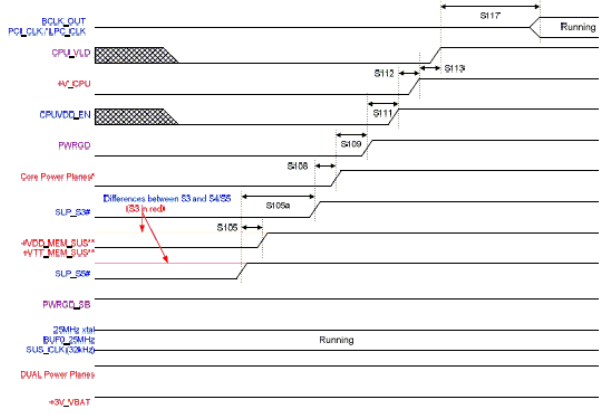 S117
BCLK_OUT
PCI_CLK/LPC_CLK
Running
CPU_VLD
S112
S113
+V_CPU
S111
CPUVDD_EN
S109
PWRGD
S108
Core Power Planes*
Differences between S3 and S4/S5
(S3 in red)
S105a
SLP_S3#
S105
+VDD_MEM_SUS**
+VTT_MEM_SUS**
SLP_S5#
PWRGD_SB
25MHz xtal
BUF0_25MHz
Running
SUS_CLK(32kHz)
DUAL Power Planes
+3V_VBAT